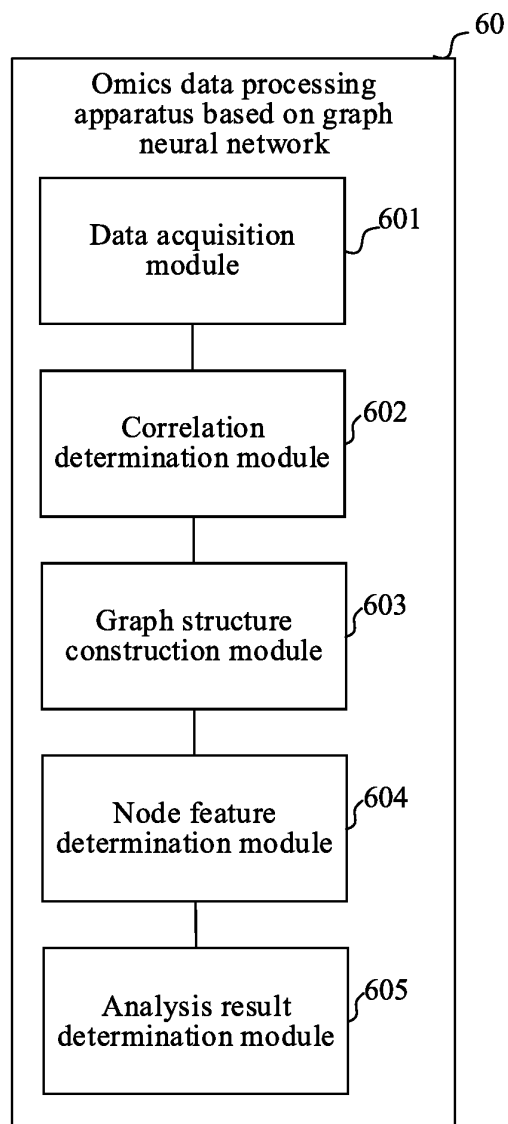 60
Omics data processing
apparatus based on graph
neural network
Data acquisition
module
601
Correlation
determination module
602
Graph structure
construction module
603
Node feature
determination module
604
Analysis result
determination module
605